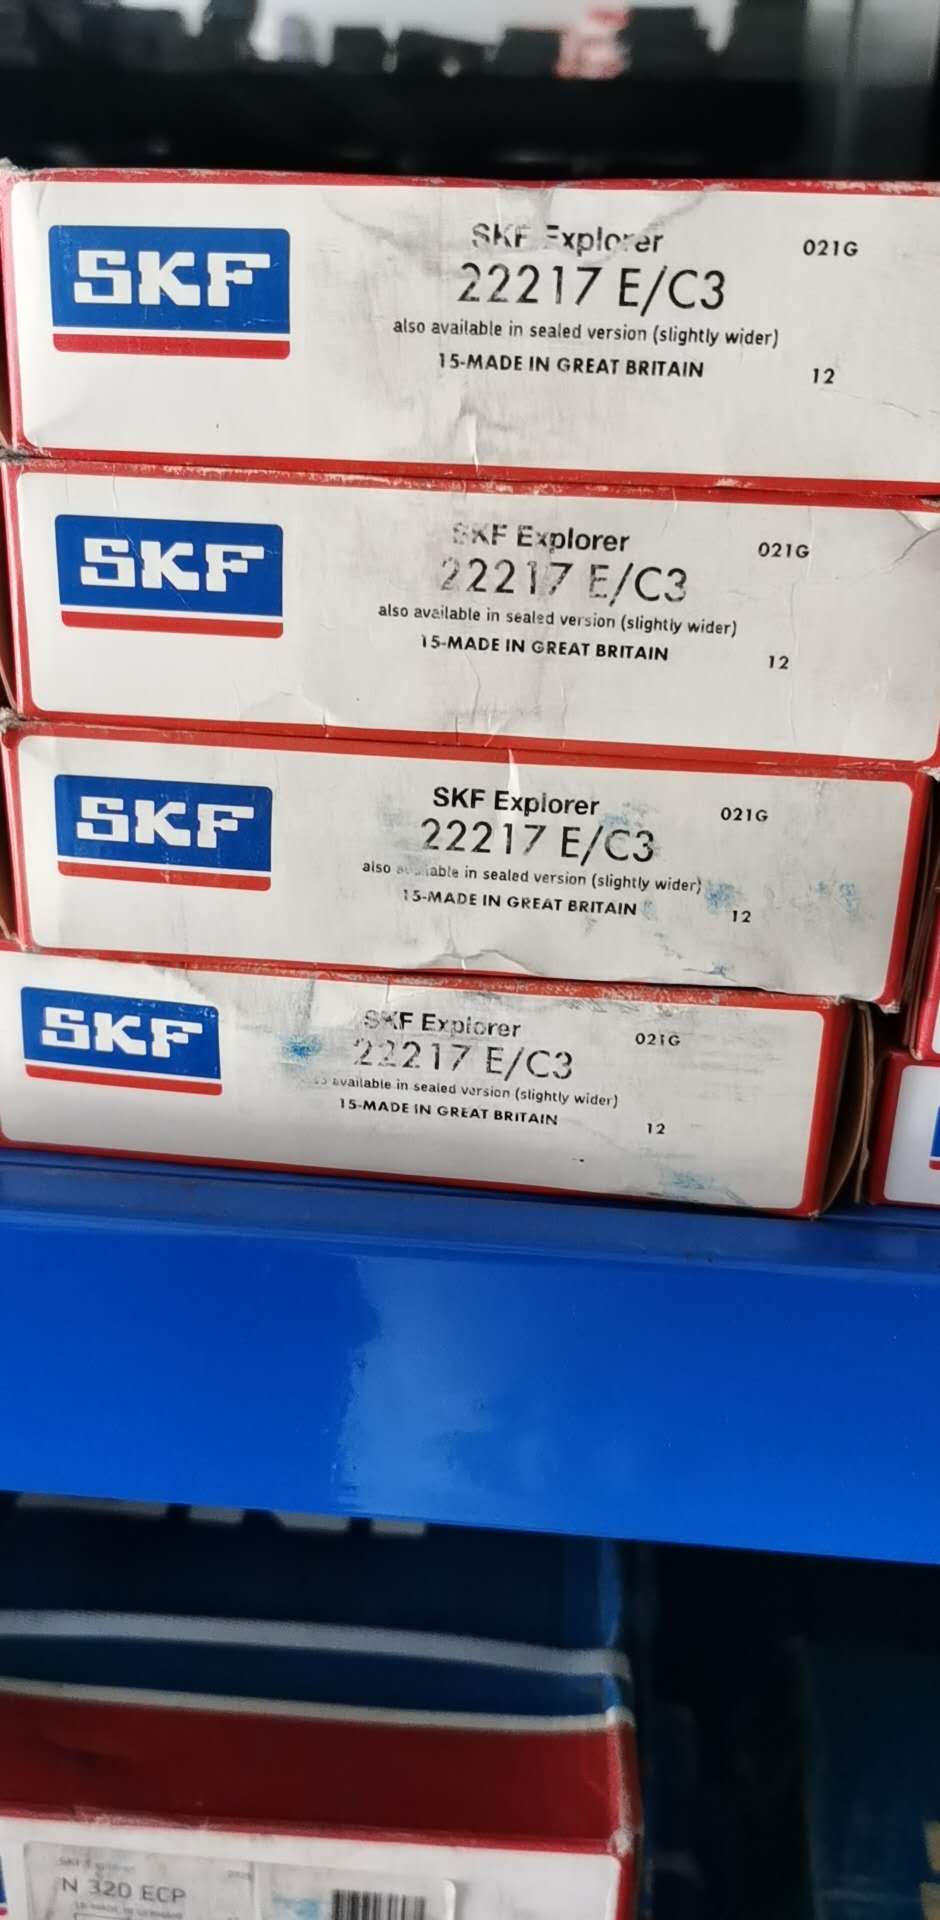 SKF
SKF Explorer
021G
22217 E/C3
also available in sealed version (slightly wider)
15-MADE IN GREAT BRITAIN
12
SKF
SKF Explorer
021G
22217 E/C3
also available in sealed version (slightly wider)
15-MADE IN GREAT BRITAIN
12
SKF
SKF Explorer
021G
22217 E/C3
also available in sealed version (slightly wider)
15-MADE IN GREAT BRITAIN
12
SKF
SKF Explorer
021G
22217 E/C3
available in sealed version (slightly wider)
15-MADE IN GREAT BRITAIN
12
N 320 ECP